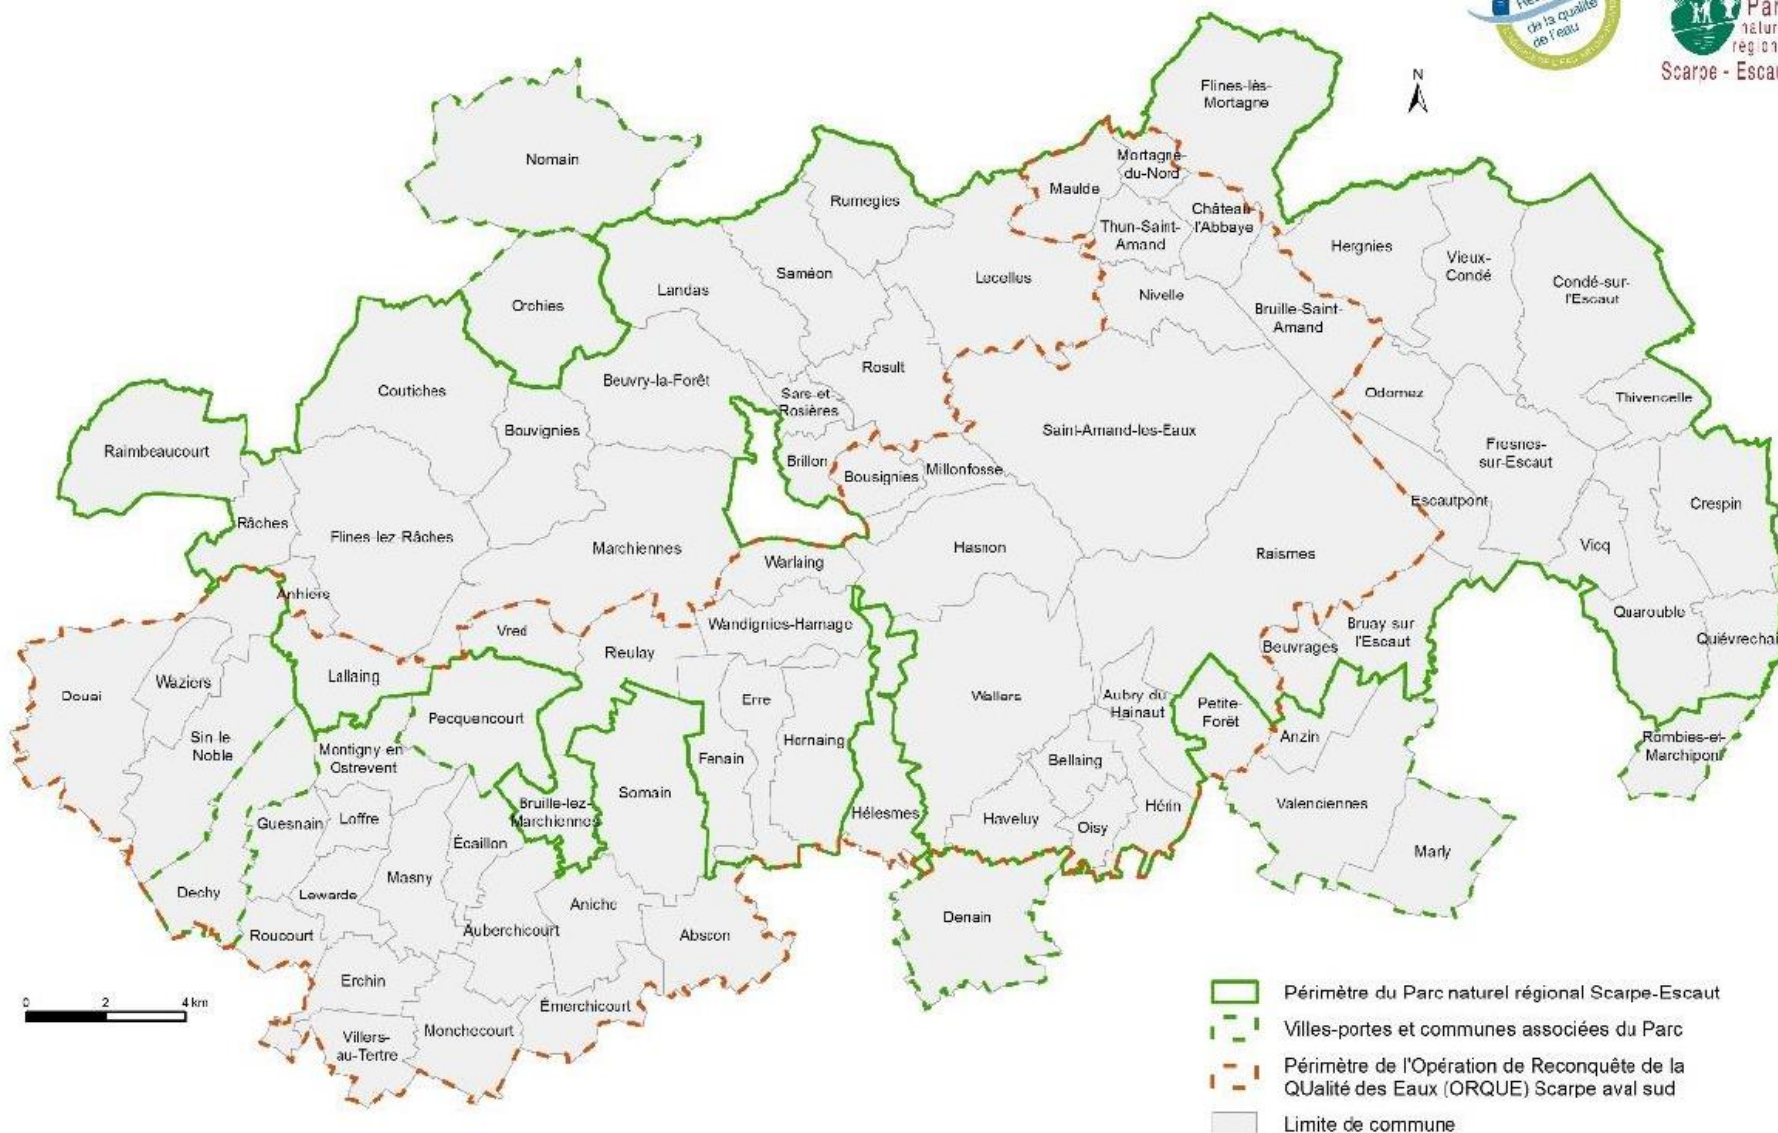 de la qualité
de l'eau
Scarpe - Escau
N
Flines-lès-
Mortagne
Nomain
Mortagne-
du-Nord
Maulde
Rumegies
Château-
l'Abbaye
Thun-Saint-
Amand
Hergnies
Vieux-
Condé
Saméon
Lecelles
Condé-sur-
l'Escaut
Landas
Nivelle
Orchies
Bruille-Saint-
Amand
Rosult
Beuvry-la-Forêt
Coutiches
Odomez
Thivencelle
Sars-et-
Rosières
Bouvignies
Saint-Amand-les-Eaux
Raimbeaucourt
Fresnes-
sur-Escaut
Brillon
Bousignies
Millonfosse
Escautpont
Crespin
Râches
Flines-lez-Râches
Marchiennes
Hasnon
Raismes
Vicq
Warlaing
Anhiers
Quarouble
Wandignies-Hamage
Vred
Bruay sur
l'Escaut
Quiévrechai
Beuvrages
Rieulay
Lallaing
Waziers
Douai
Wallers
Erre
Aubry du
Hainaut
Petite-
Forêt
Pecquencourt
Sin-le
Noble
Hornaing
Anzin
Rombies-et-
Marchipont
Montigny en
Ostrevent
Fenain
Bellaing
Somain
Bruille-lez-
Marchiennes
Valenciennes
Hérin
Hélesmes
Haveluy
Oisy
Guesnain
Loffre
Écaillon
Marly
Masny
Dechy
Lewarde
Aniche
Denain
Auberchicourt
Abscon
Roucourt
Erchin
Émerchicourt
Monchecourt
Villers-
au-Tertre
0 2 4 km
Périmètre du Parc naturel régional Scarpe-Escaut
Villes-portes et communes associées du Parc
Périmètre de l'Opération de Reconquête de la
QUalité des Eaux (ORQUE) Scarpe aval sud
Limite de commune